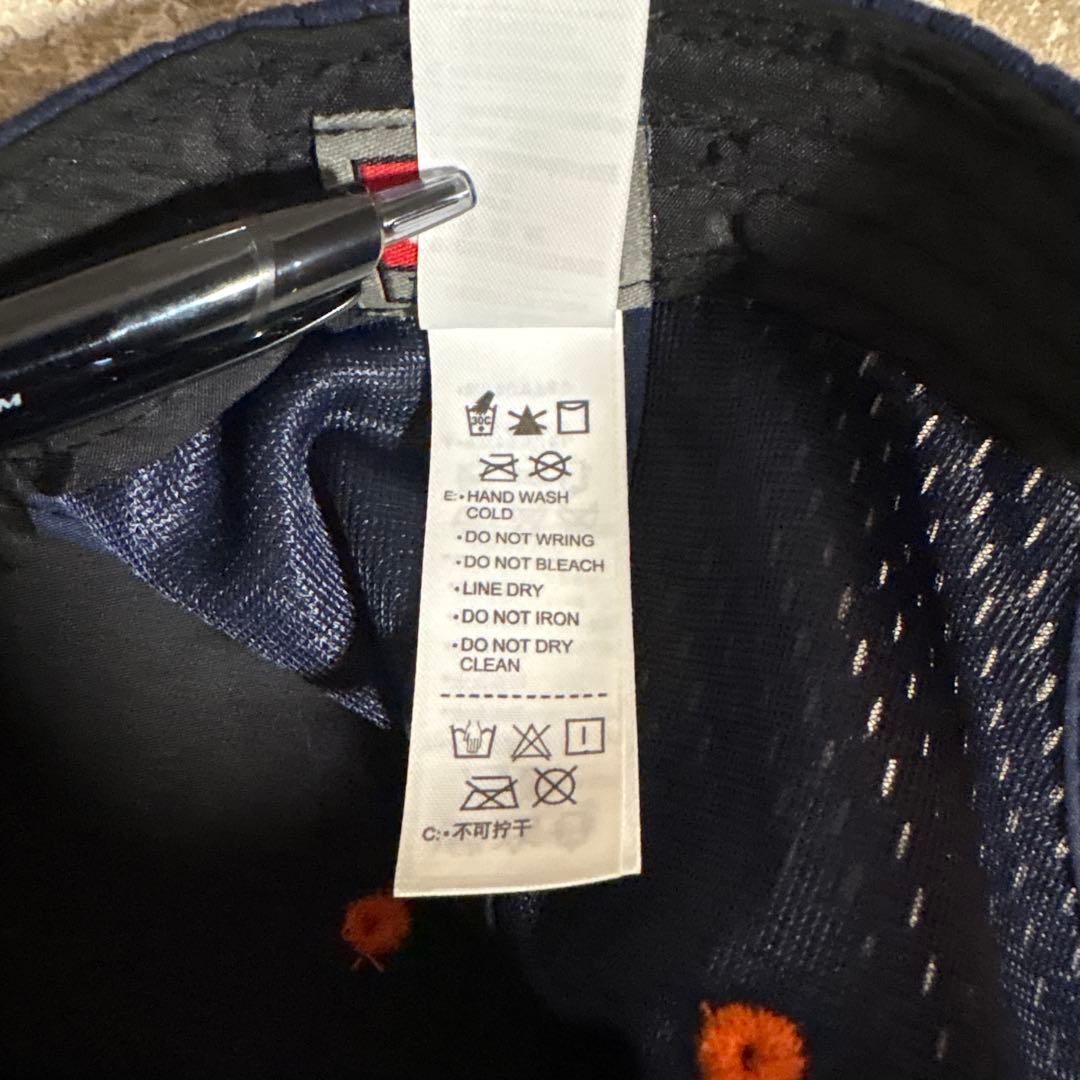 30C
E:•HAND WASH
COLD
•DO NOT WRING
•DO NOT BLEACH
•LINE DRY
•DO NOT IRON
•DO NOT DRY
CLEAN
C:•不可拧干